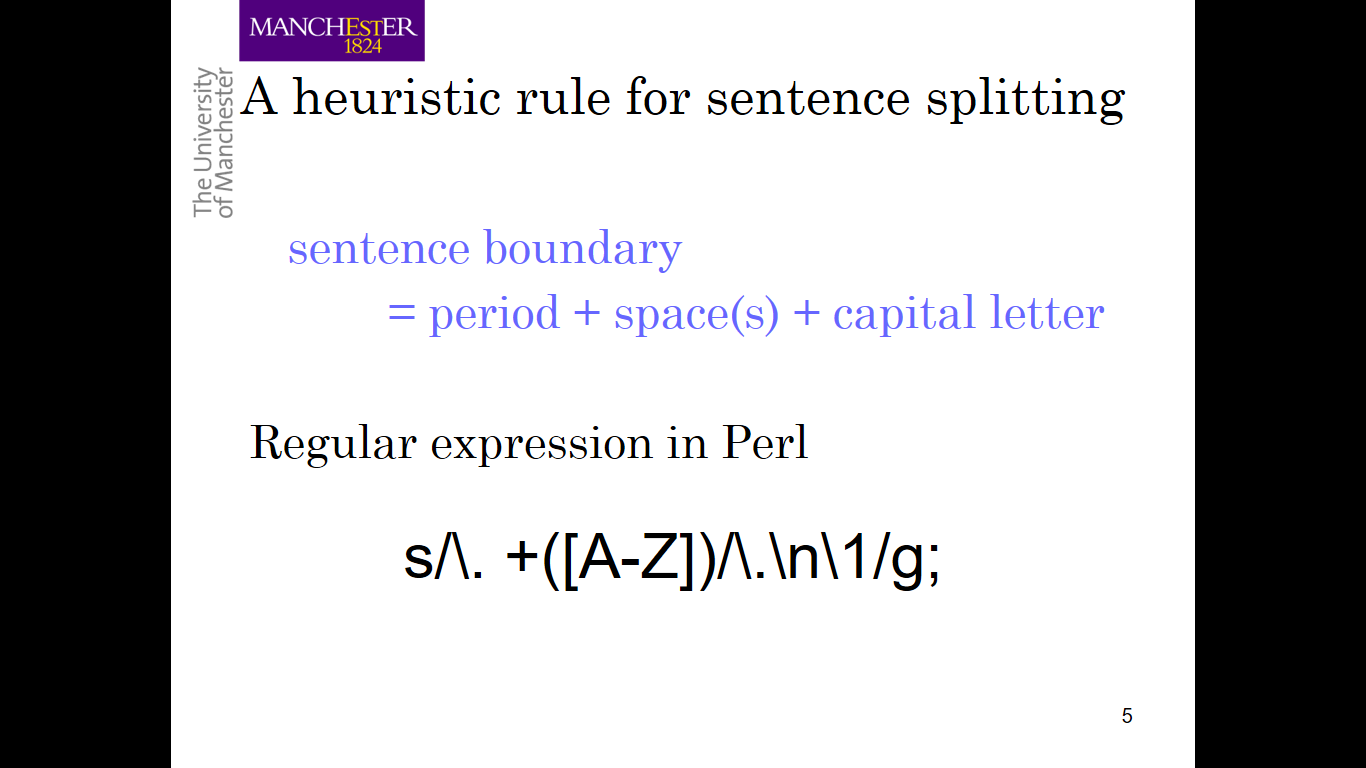 MANCHESTER
1824
The University
of Manchester
A heuristic rule for sentence splitting
sentence boundary
= period + space(s) + capital letter
Regular expression in Perl
s/\. +([A-Z])/\.\n\1/g;
5